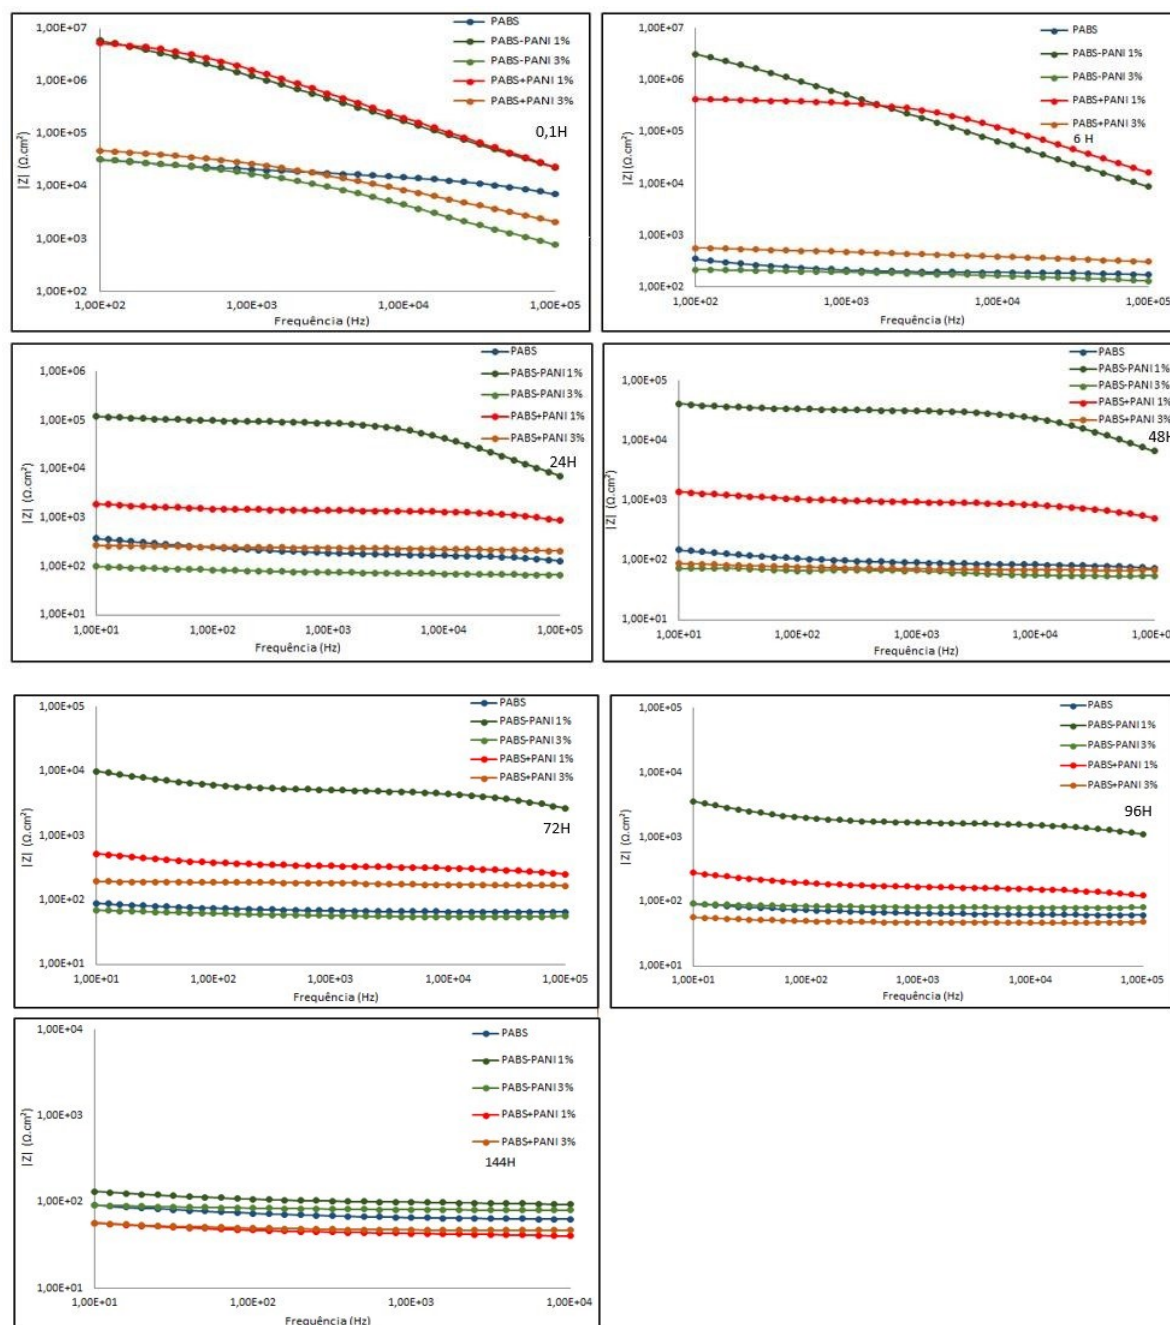 PABS
PABS-PANI 1%
PABS-PANI 3%
PABS+PANI 1%
PABS+PANI 3%
0,1H
|Z| (Ω.cm²)
1,00E+07
1,00E+06
1,00E+05
1,00E+04
1,00E+03
1,00E+02
1,00E+02 1,00E+03 1,00E+04 1,00E+05
Frequência (Hz)
PABS
PABS-PANI 1%
PABS-PANI 3%
PABS+PANI 1%
PABS+PANI 3%
6 H
|Z|(Ω.cm²)
1,00E+07
1,00E+06
1,00E+05
1,00E+04
1,00E+03
1,00E+02
1,00E+02 1,00E+03 1,00E+04 1,00E+05
Frequência (Hz)
PABS
PABS-PANI 1%
PABS-PANI 3%
PABS+PANI 1%
PABS+PANI 3%
24H
|Z| (Ω.cm²)
1,00E+06
1,00E+05
1,00E+04
1,00E+03
1,00E+02
1,00E+01
1,00E+01 1,00E+02 1,00E+03 1,00E+04 1,00E+05
Frequência (Hz)
PABS
PABS-PANI 1%
PABS-PANI 3%
PABS+PANI 1%
PABS+PANI 3%
48H
|Z| (Ω.cm²)
1,00E+05
1,00E+04
1,00E+03
1,00E+02
1,00E+01
1,00E+01 1,00E+02 1,00E+03 1,00E+04 1,00E+0
Frequência (Hz)
PABS
PABS-PANI 1%
PABS-PANI 3%
PABS+PANI 1%
PABS+PANI 3%
72H
|Z| (Ω.cm²)
1,00E+05
1,00E+04
1,00E+03
1,00E+02
1,00E+01
1,00E+01 1,00E+02 1,00E+03 1,00E+04 1,00E+05
Frequência (Hz)
PABS
PABS-PANI 1%
PABS-PANI 3%
PABS+PANI 1%
PABS+PANI 3%
96H
|Z| (Ω.cm²)
1,00E+05
1,00E+04
1,00E+03
1,00E+02
1,00E+01
1,00E+01 1,00E+02 1,00E+03 1,00E+04 1,00E+05
Frequência (Hz)
PABS
PABS-PANI 1%
PABS-PANI 3%
PABS+PANI 1%
PABS+PANI 3%
144H
|Z| (Ω.cm²)
1,00E+04
1,00E+03
1,00E+02
1,00E+01
1,00E+01 1,00E+02 1,00E+03 1,00E+04
Frequência (Hz)